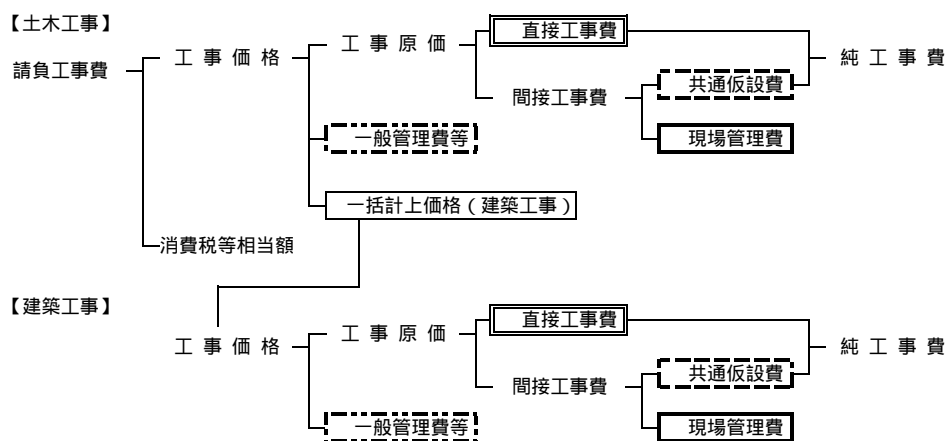 【土木工事】
請負工事費
工事価格
工事原価
直接工事費
純工事費
間接工事費
共通仮設費
現場管理費
一般管理費等
一括計上価格（建築工事）
消費税等相当額
【建築工事】
工事価格
工事原価
直接工事費
純工事費
間接工事費
共通仮設費
現場管理費
一般管理費等